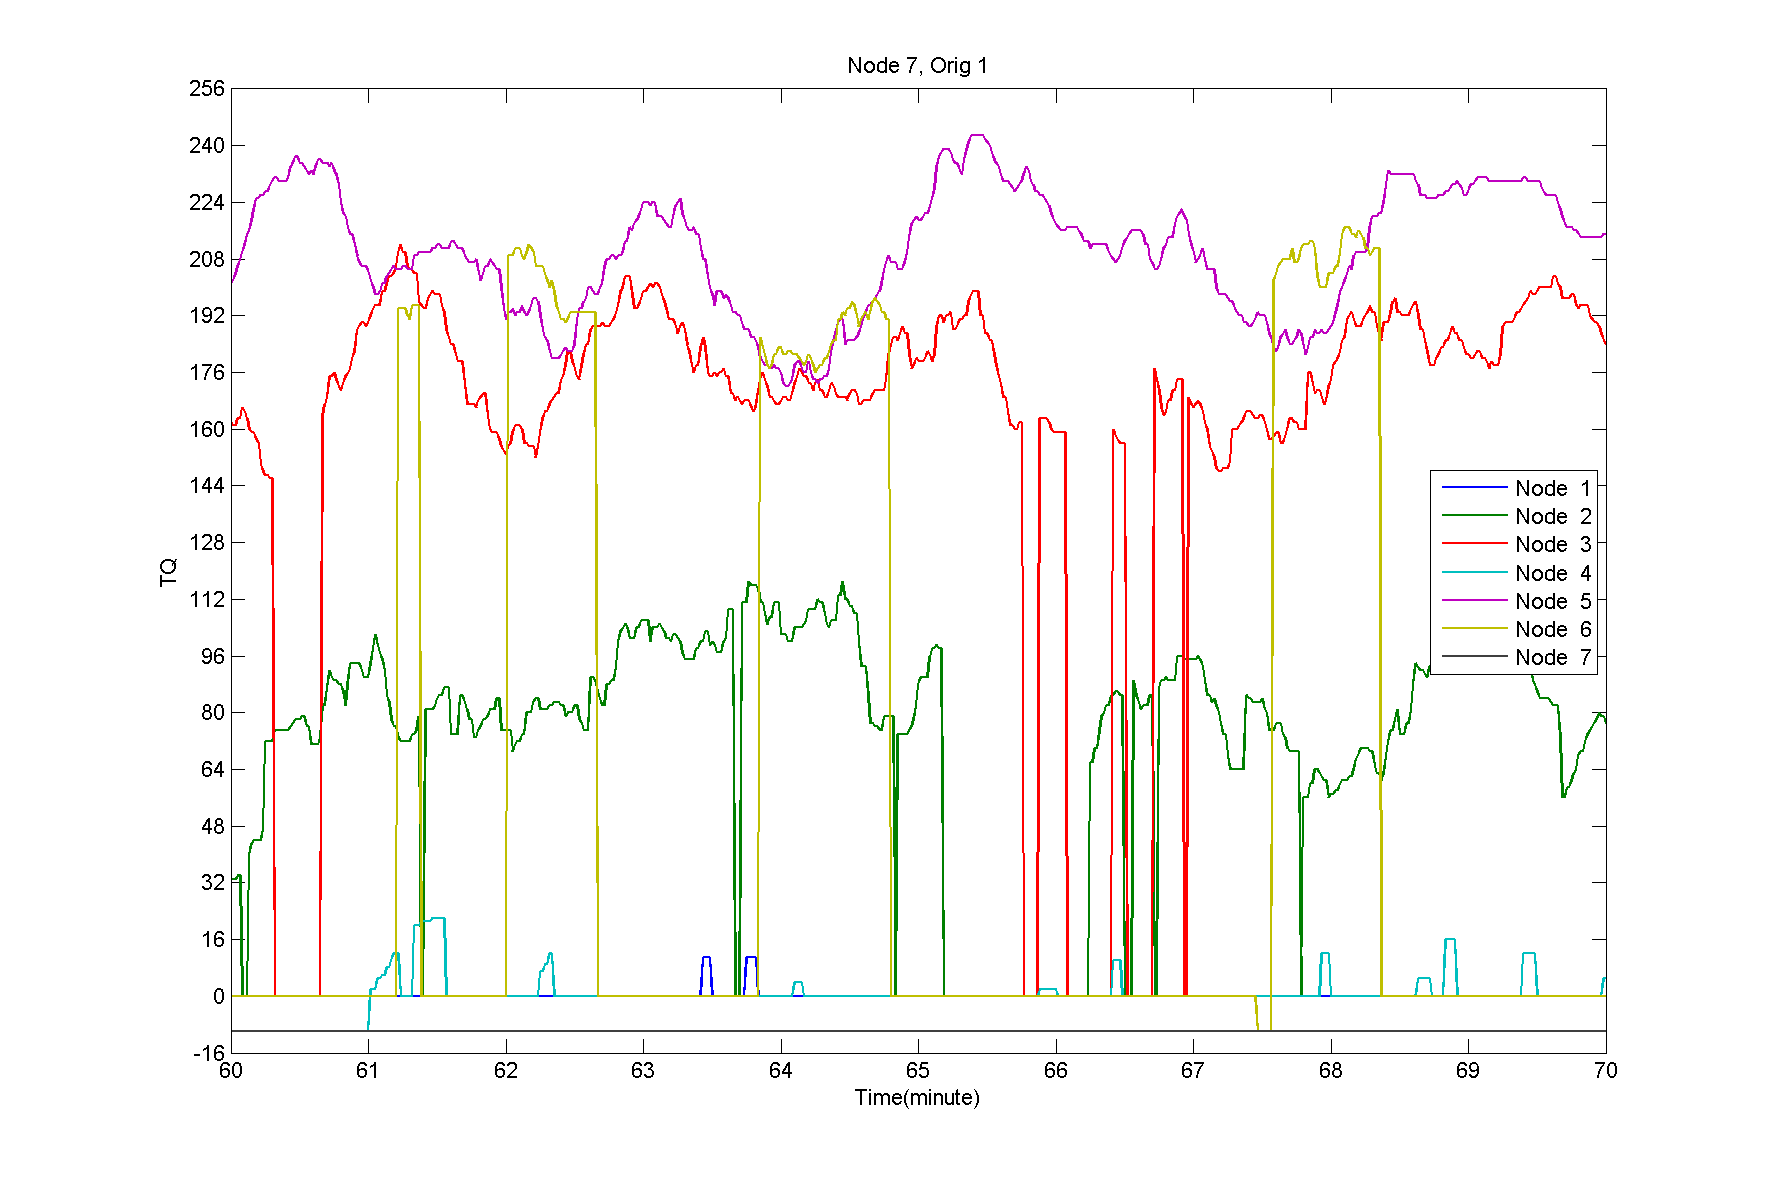 Node 7, Orig 1
256
240
224
208
192
176
160
144
128
112
96
80
64
48
32
16
0
-16
TQ
60 61 62 63 64 65 66 67 68 69 70
Time(minute)
Node 1
Node 2
Node 3
Node 4
Node 5
Node 6
Node 7